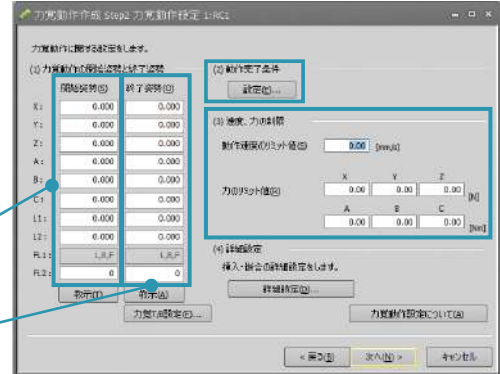 力覚動作作成 Step2 力覚動作設定 1:RC1
力覚動作に関する設定をします。
(1) 力覚動作の開始姿勢と終了姿勢
開始姿勢(S) 終了姿勢(E)
X: 0.000 0.000
Y: 0.000 0.000
Z: 0.000 0.000
A: 0.000 0.000
B: 0.000 0.000
C: 0.000 0.000
L1: 0.000 0.000
L2: 0.000 0.000
FL1:
FL2: 0 0
教示(T) 教示(A)
力覚T/B設定(F)...
(2) 動作完了条件
設定(E)...
(3) 速度、力の制限
動作速度のリミット値(S) 0.00 [mm/s]
X Y Z
力のリミット値(R) 0.00 0.00 0.00 [N]
A B C
0.00 0.00 0.00 [Nm]
(4) 詳細設定
挿入・嵌合の詳細設定をします。
詳細設定(D)...
力覚動作設定について(A)
< 戻る(B) 次へ(N) > キャンセル